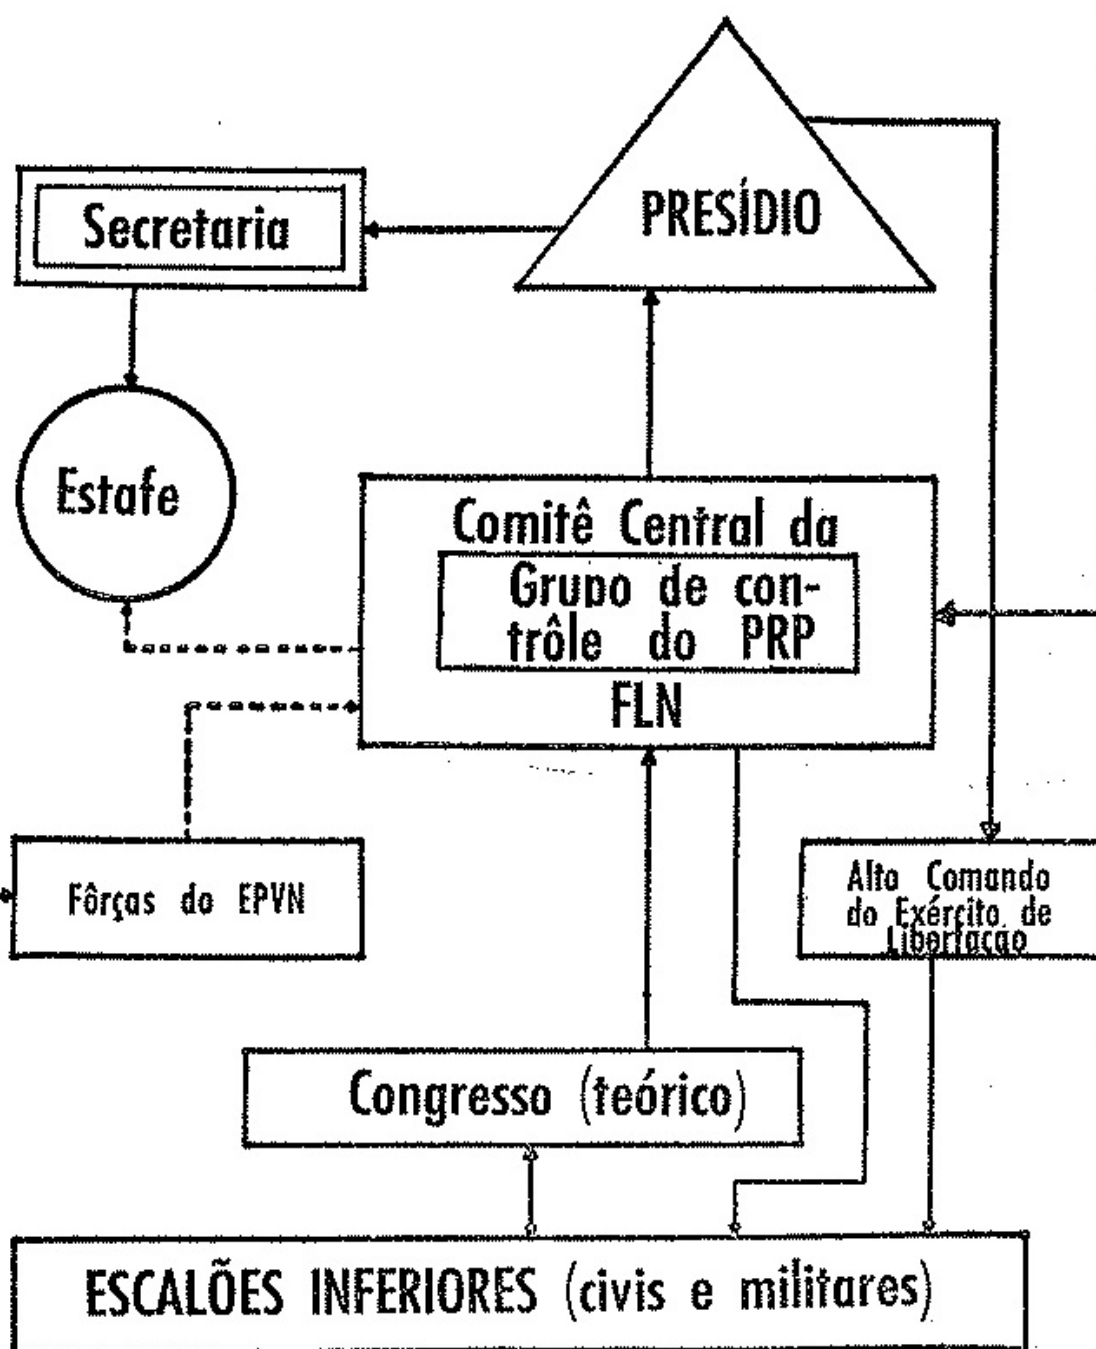 PRESÍDIO
Secretaria
Estafe
Comitê Central da
Grupo de con-
trôle do PRP
FLN
Fôrças do EPVN
Alto Comando
do Exército de
Libertação
Congresso (teórico)
ESCALÕES INFERIORES (civis e militares)